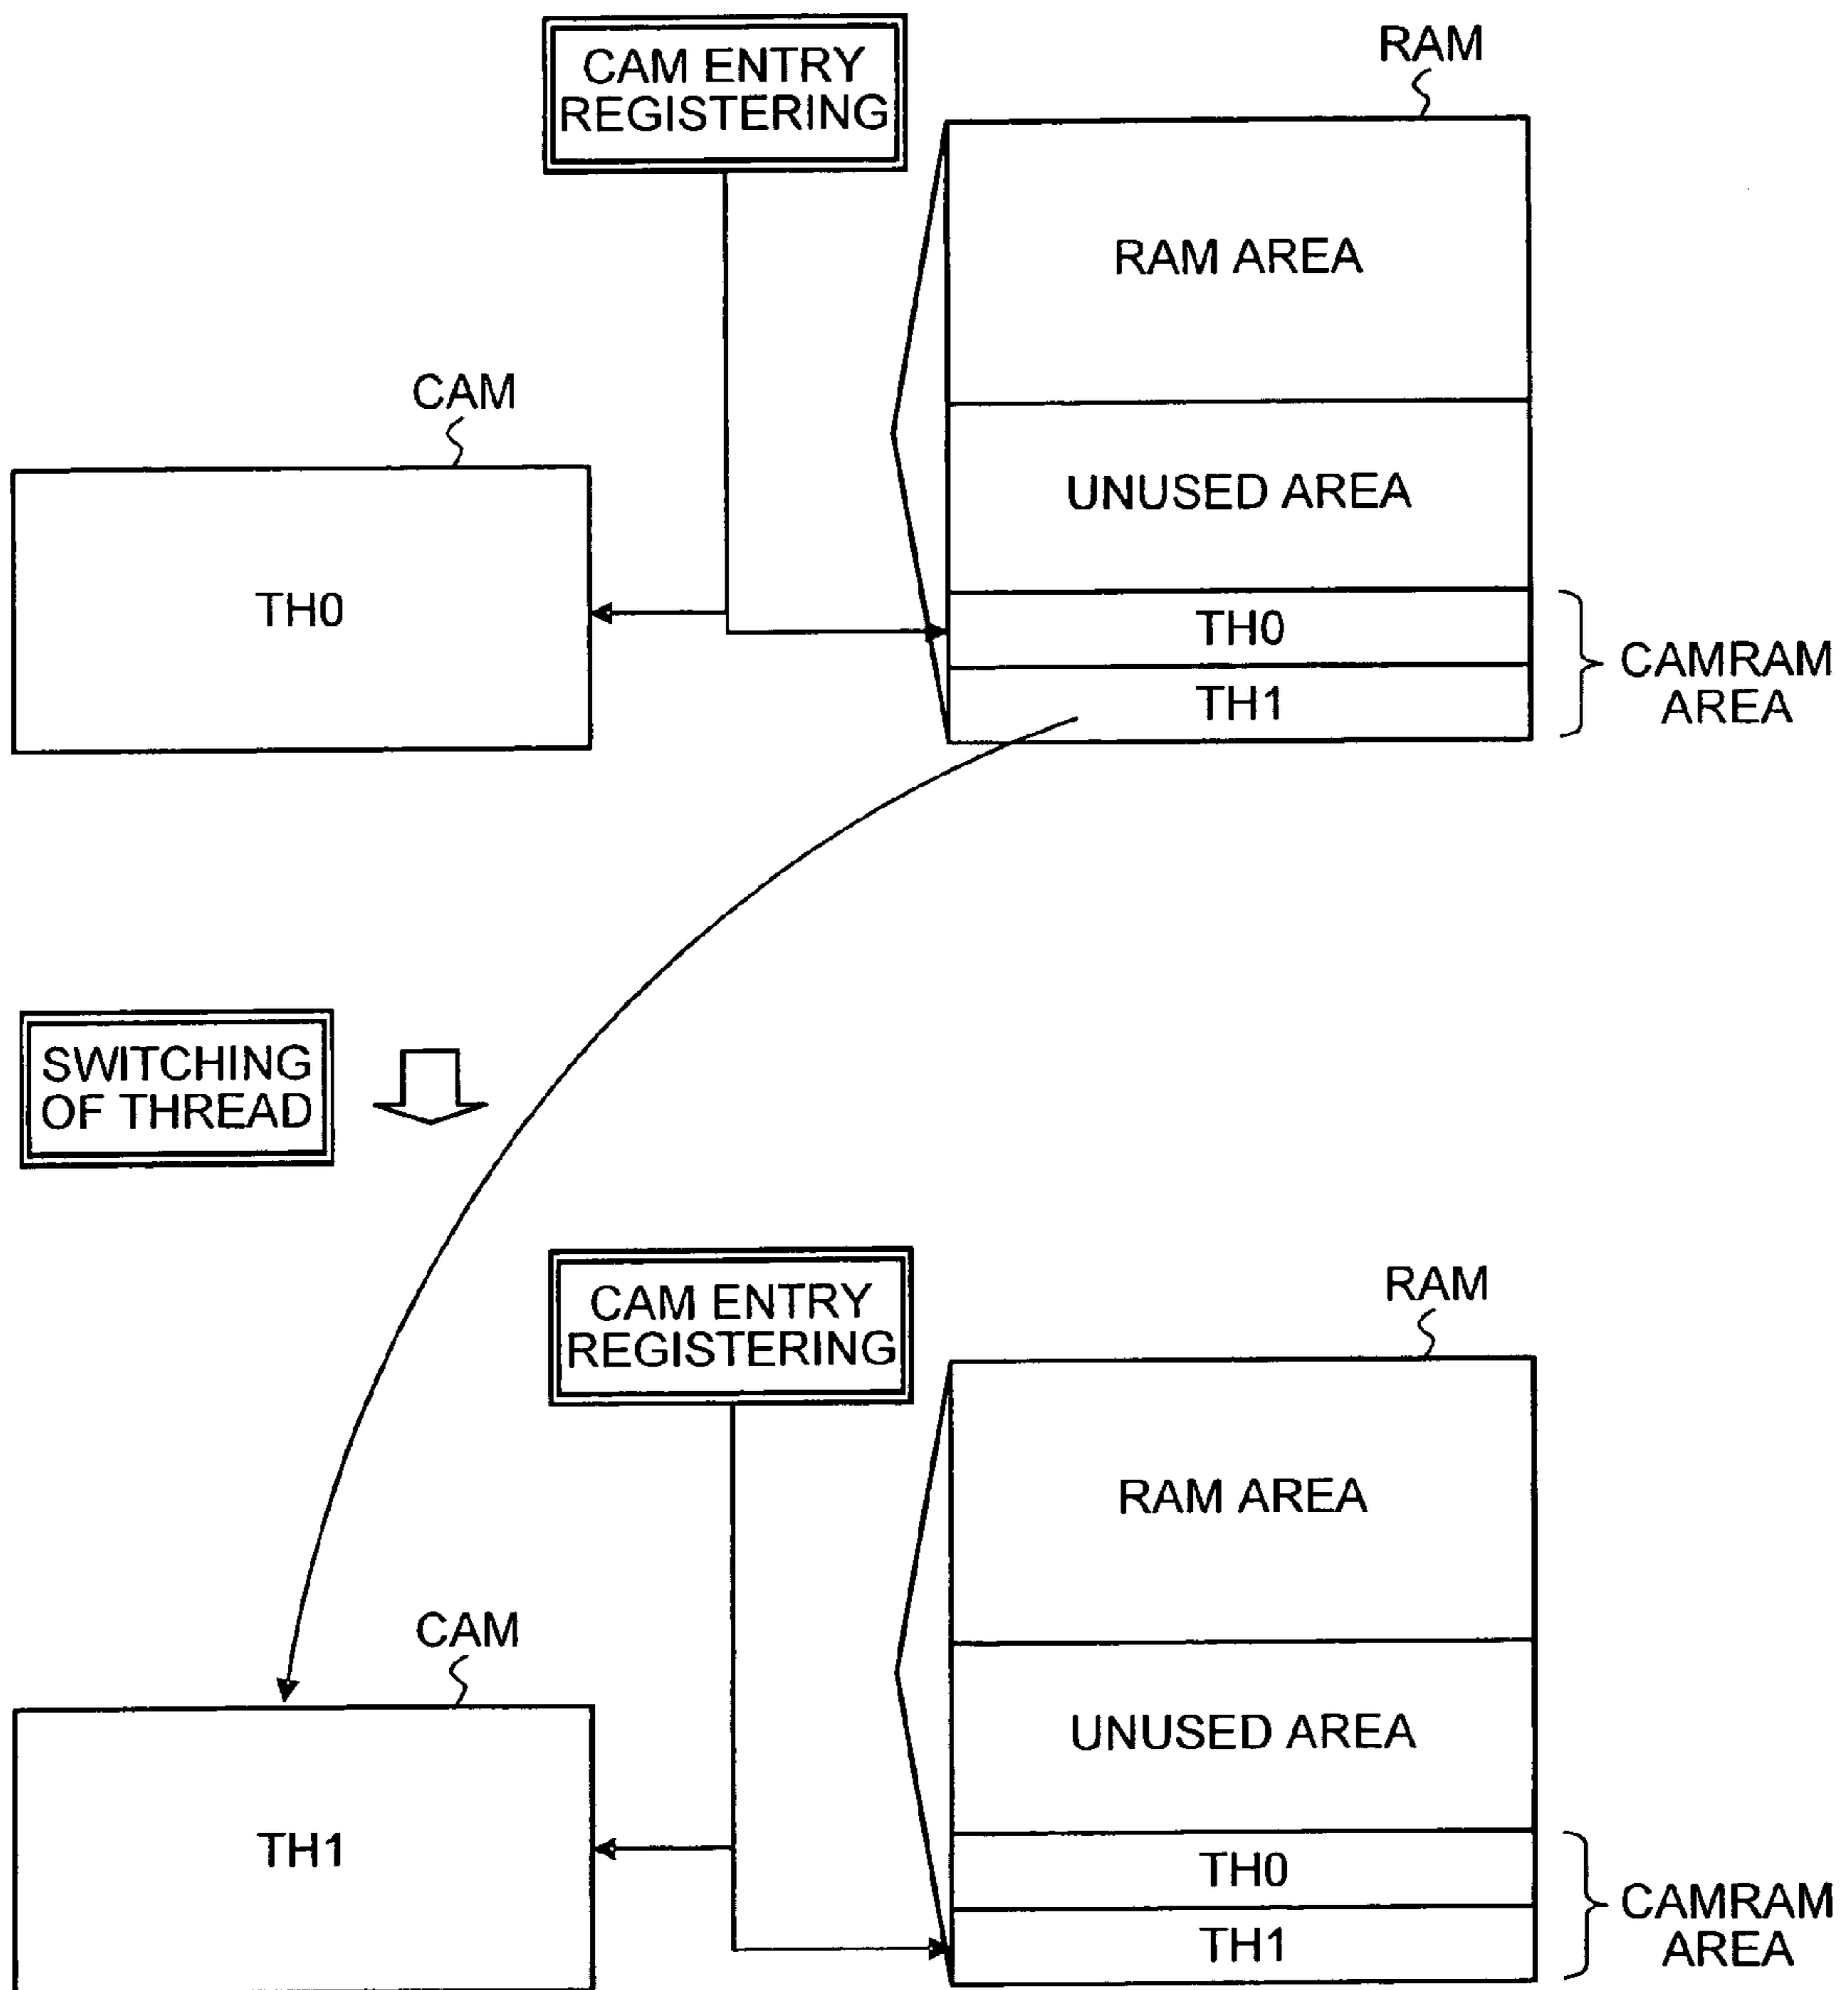 CAM ENTRY
REGISTERING
RAM
RAM AREA
CAM
UNUSED AREA
TH0
TH0
TH1
CAMRAM
AREA
SWITCHING
OF THREAD
CAM ENTRY
REGISTERING
RAM
RAM AREA
CAM
UNUSED AREA
TH1
TH0
TH1
CAMRAM
AREA